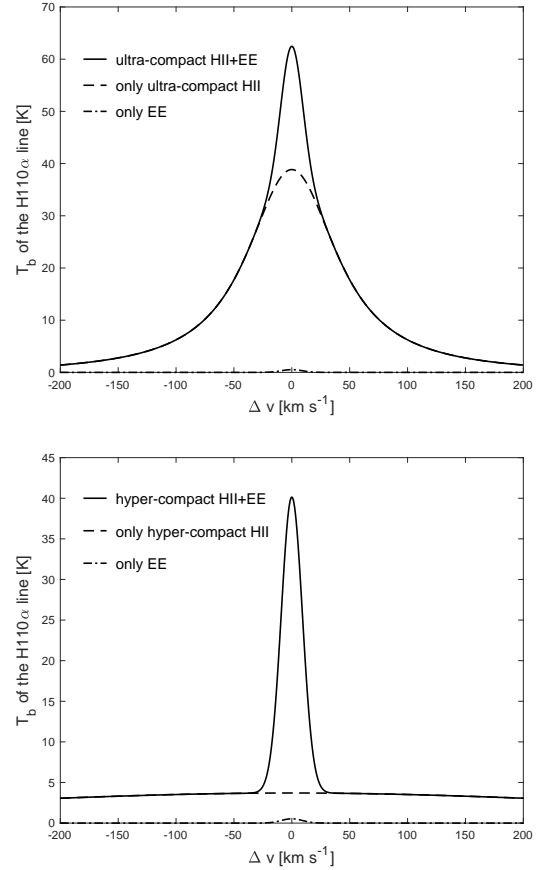 70
60
50
40
30
20
10
0
T_b of the H110α line [K]
ultra-compact HII+EE
only ultra-compact HII
only EE
-200 -150 -100 -50 0 50 100 150 200
Δ v [km s^-1]
45
40
35
30
25
20
15
10
5
0
T_b of the H110α line [K]
hyper-compact HII+EE
only hyper-compact HII
only EE
-200 -150 -100 -50 0 50 100 150 200
Δ v [km s^-1]